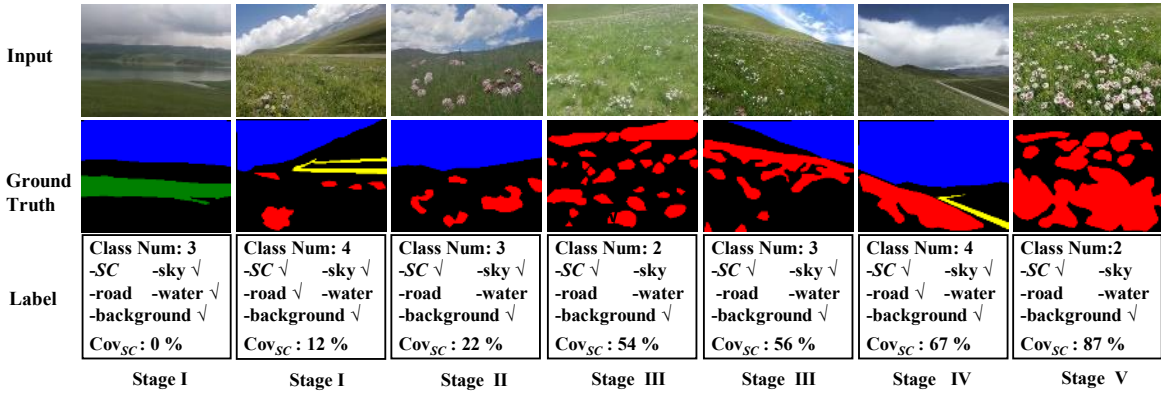 Input
Ground
Truth
Label
Class Num: 3
-SC -sky √
-road -water √
-background √
Cov_SC : 0 %
Stage I
Class Num: 4
-SC √ -sky √
-road √ -water
-background √
Cov_SC : 12 %
Stage I
Class Num: 3
-SC √ -sky √
-road -water
-background √
Cov_SC : 22 %
Stage II
Class Num: 2
-SC √ -sky
-road -water
-background √
Cov_SC : 54 %
Stage III
Class Num: 3
-SC √ -sky √
-road -water
-background √
Cov_SC : 56 %
Stage III
Class Num: 4
-SC √ -sky √
-road √ -water
-background √
Cov_SC : 67 %
Stage IV
Class Num:2
-SC √ -sky
-road -water
-background √
Cov_SC : 87 %
Stage V